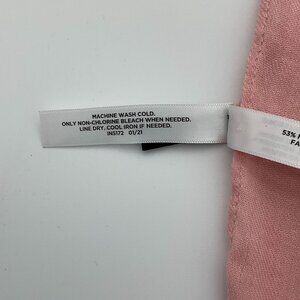 MACHINE WASH COLD.
ONLY NON-CHLORINE BLEACH WHEN NEEDED.
LINE DRY. COOL IRON IF NEEDED.
IN5172 01/21
53%
FA